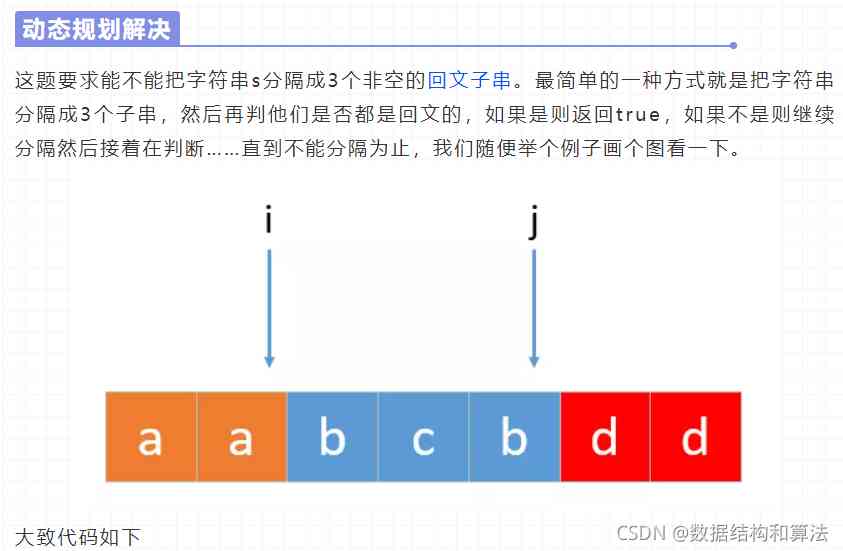 动态规划解决
这题要求能不能把字符串s分隔成3个非空的回文子串。最简单的一种方式就是把字符串
分隔成3个子串，然后再判他们是否都是回文的，如果是则返回true，如果不是则继续
分隔然后接着在判断……直到不能分隔为止，我们随便举个例子画个图看一下。
i j
a a b c b d d
大致代码如下
CSDN @数据结构和算法